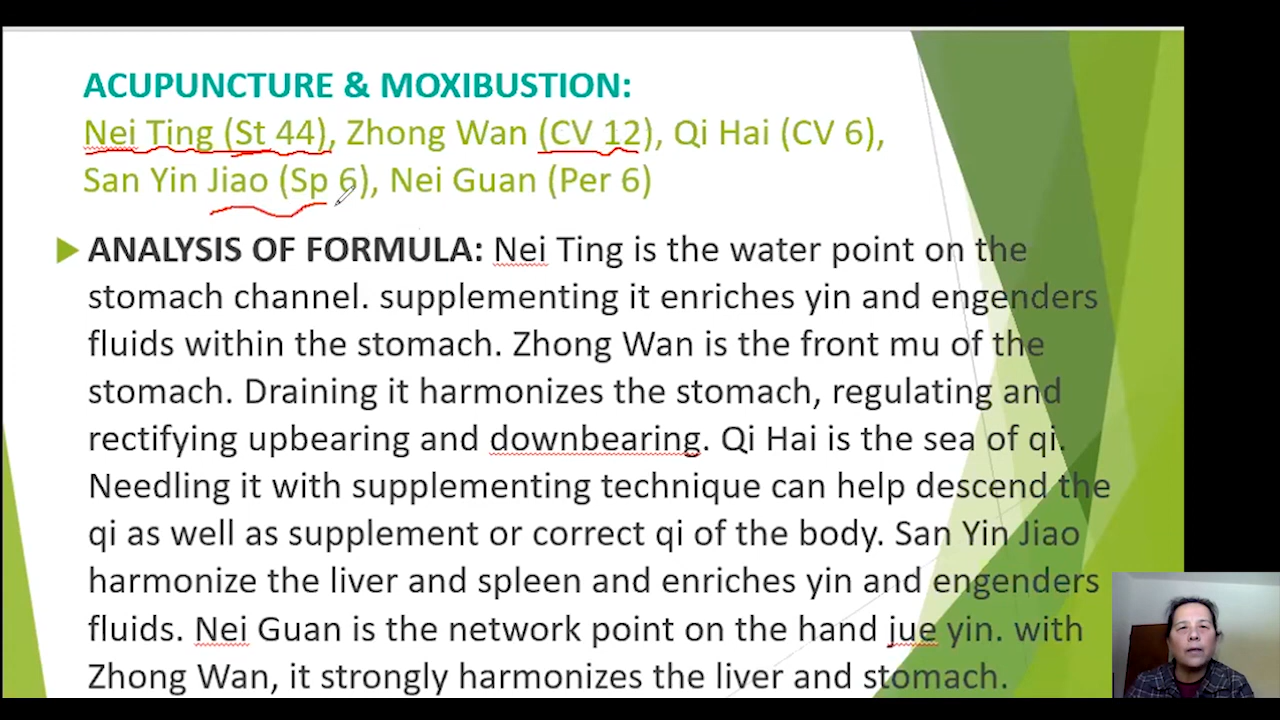 ACUPUNCTURE & MOXIBUSTION:
Nei Ting (St 44), Zhong Wan (CV 12), Qi Hai (CV 6),
San Yin Jiao (Sp 6), Nei Guan (Per 6)
ANALYSIS OF FORMULA: Nei Ting is the water point on the
stomach channel. supplementing it enriches yin and engenders
fluids within the stomach. Zhong Wan is the front mu of the
stomach. Draining it harmonizes the stomach, regulating and
rectifying upbearing and downbearing. Qi Hai is the sea of qi.
Needling it with supplementing technique can help descend the
qi as well as supplement or correct qi of the body. San Yin Jiao
harmonize the liver and spleen and enriches yin and engenders
fluids. Nei Guan is the network point on the hand jue yin. with
Zhong Wan, it strongly harmonizes the liver and stomach.